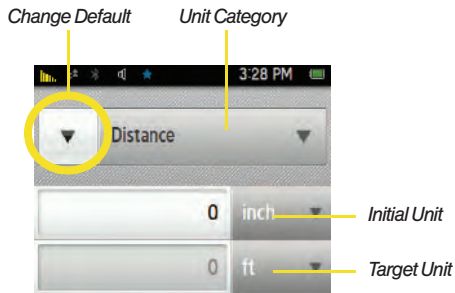 Change Default Unit Category
3:28 PM
Distance
0 inch Initial Unit
0 ft Target Unit